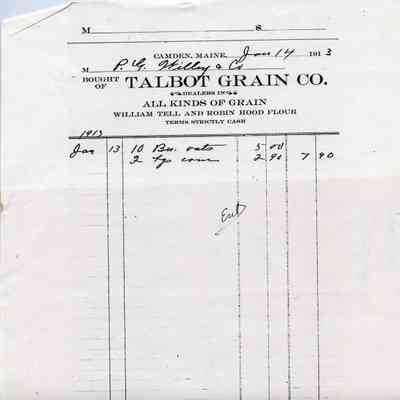 M S
CAMDEN, MAINE, Jan 14 1913
M P. G. Willey & Co
BOUGHT OF TALBOT GRAIN CO.
DEALERS IN
ALL KINDS OF GRAIN
WILLIAM TELL AND ROBIN HOOD FLOUR
TERMS STRICTLY CASH
1913
Jan 13 10 Bu. oats 5 00
2 bgs corn 2 90 7 90
Ent